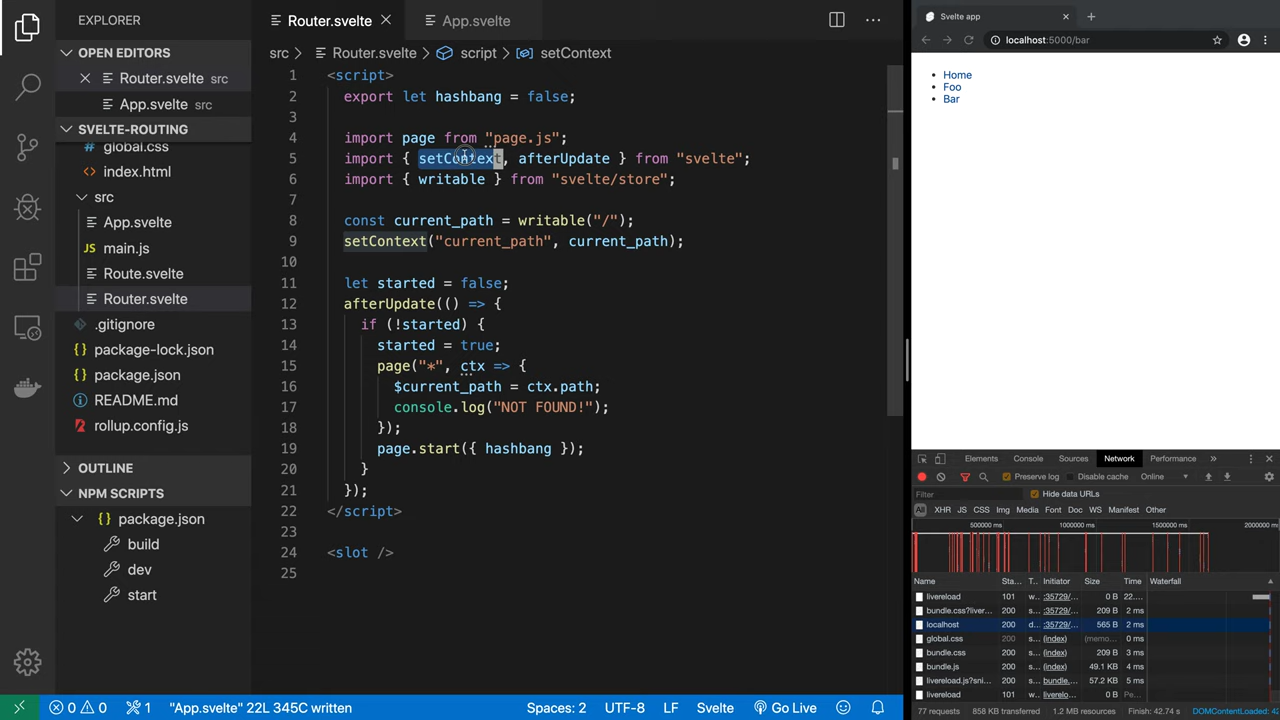 EXPLORER
OPEN EDITORS
Router.svelte src
App.svelte src
SVELTE-ROUTING
global.css
index.html
src
App.svelte
JS main.js
Route.svelte
Router.svelte
.gitignore
package-lock.json
package.json
README.md
rollup.config.js
OUTLINE
NPM SCRIPTS
package.json
build
dev
start
Router.svelte
App.svelte
src > Router.svelte > script > setContext
1 <script>
2 export let hashbang = false;
3
4 import page from "page.js";
5 import { setContext, afterUpdate } from "svelte";
6 import { writable } from "svelte/store";
7
8 const current_path = writable("/");
9 setContext("current_path", current_path);
10
11 let started = false;
12 afterUpdate(() => {
13 if (!started) {
14 started = true;
15 page("*", ctx => {
16 $current_path = ctx.path;
17 console.log("NOT FOUND!");
18 });
19 page.start({ hashbang });
20 }
21 });
22 </script>
23
24 <slot />
25
0 0 1 "App.svelte" 22L 345C written
Spaces: 2 UTF-8 Svelte Go Live
Svelte app
localhost:5000/bar
Home
Foo
Bar
Elements Console Sources Network Performance »
Preserve log Disable cache Online
Filter Hide data URLs
All XHR JS CSS Img Media Font Doc WS Manifest Other
500000 ms 1000000 ms 1500000 ms 2000000 ms
Name Sta... T.. Initiator Size Time Waterfall
livereload 101 w.. :35729/... 0 B 22....
bundle.css?liver... 200 s... :35729/... 209 B 2 ms
localhost 200 d... :35729/... 565 B 2 ms
global.css 200 s... (index) (memo... 0 ms
bundle.css 200 s... (index) 209 B 3 ms
bundle.js 200 s... (index) 49.1 KB 4 ms
livereload.js?sni... 200 s... bundle.... 57.2 KB 7 ms
livereload 101 w... liverelo... 0 B Pe...
77 requests 858 KB transferred 1.2 MB resources Finish: 42.74 s DOMContentLoaded: 42